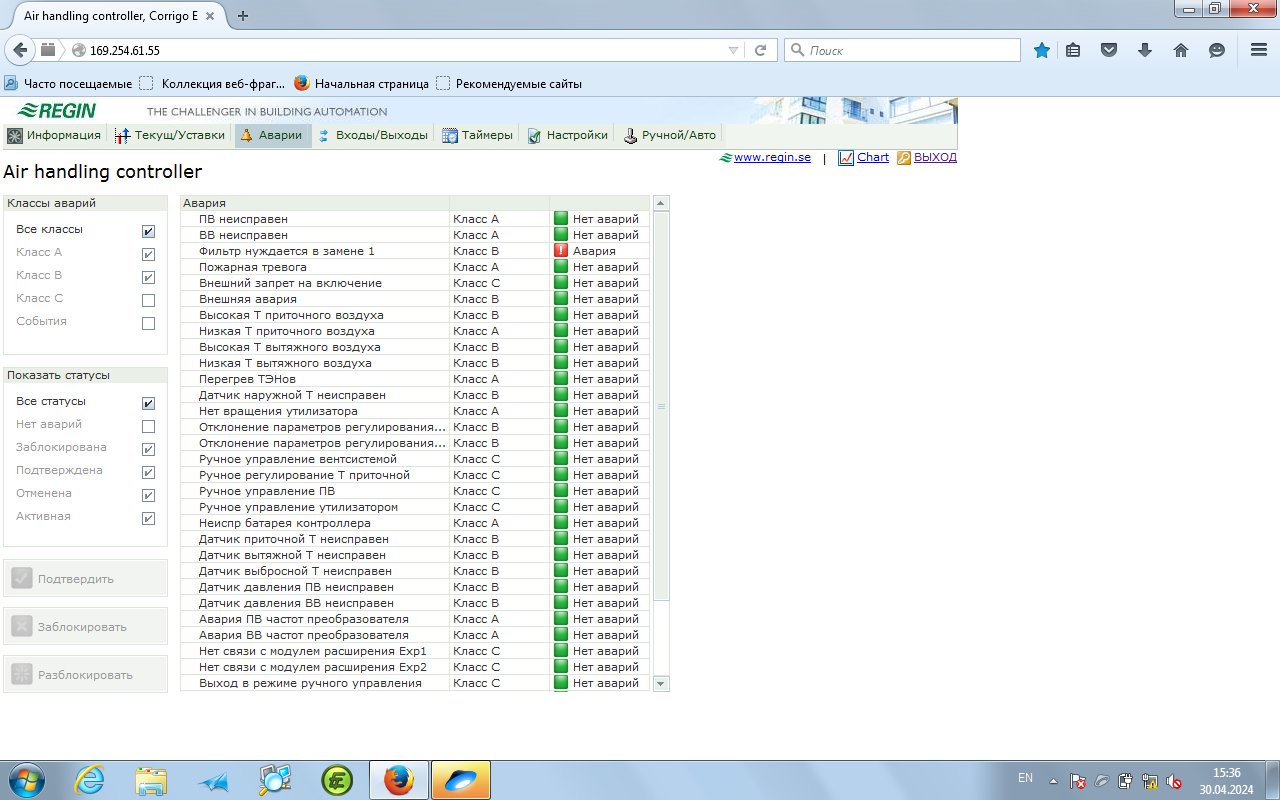 Air handling controller, Corrigo E
169.254.61.55
Поиск
Часто посещаемые
Коллекция веб-фраг...
Начальная страница
Рекомендуемые сайты
REGIN
THE CHALLENGER IN BUILDING AUTOMATION
Информация
Текущ/Уставки
Аварии
Входы/Выходы
Таймеры
Настройки
Ручной/Авто
www.regin.se | Chart ВЫХОД
Air handling controller
Классы аварий
Все классы
Класс A
Класс B
Класс C
События
Показать статусы
Все статусы
Нет аварий
Заблокирована
Подтверждена
Отменена
Активная
Подтвердить
Заблокировать
Разблокировать
Авария
ПВ неисправен Класс A Нет аварий
ВВ неисправен Класс A Нет аварий
Фильтр нуждается в замене 1 Класс B Авария
Пожарная тревога Класс A Нет аварий
Внешний запрет на включение Класс C Нет аварий
Внешняя авария Класс B Нет аварий
Высокая Т приточного воздуха Класс B Нет аварий
Низкая Т приточного воздуха Класс A Нет аварий
Высокая Т вытяжного воздуха Класс B Нет аварий
Низкая Т вытяжного воздуха Класс B Нет аварий
Перегрев ТЭНов Класс A Нет аварий
Датчик наружной Т неисправен Класс B Нет аварий
Нет вращения утилизатора Класс A Нет аварий
Отклонение параметров регулирования... Класс B Нет аварий
Отклонение параметров регулирования... Класс B Нет аварий
Ручное управление вентсистемой Класс C Нет аварий
Ручное регулирование Т приточной Класс C Нет аварий
Ручное управление ПВ Класс C Нет аварий
Ручное управление утилизатором Класс C Нет аварий
Неиспр батарея контроллера Класс A Нет аварий
Датчик приточной Т неисправен Класс B Нет аварий
Датчик вытяжной Т неисправен Класс B Нет аварий
Датчик выбросной Т неисправен Класс B Нет аварий
Датчик давления ПВ неисправен Класс B Нет аварий
Датчик давления ВВ неисправен Класс B Нет аварий
Авария ПВ частот преобразователя Класс A Нет аварий
Авария ВВ частот преобразователя Класс A Нет аварий
Нет связи с модулем расширения Exp1 Класс C Нет аварий
Нет связи с модулем расширения Exp2 Класс C Нет аварий
Выход в режиме ручного управления Класс C Нет аварий
EN
15:36
30.04.2024